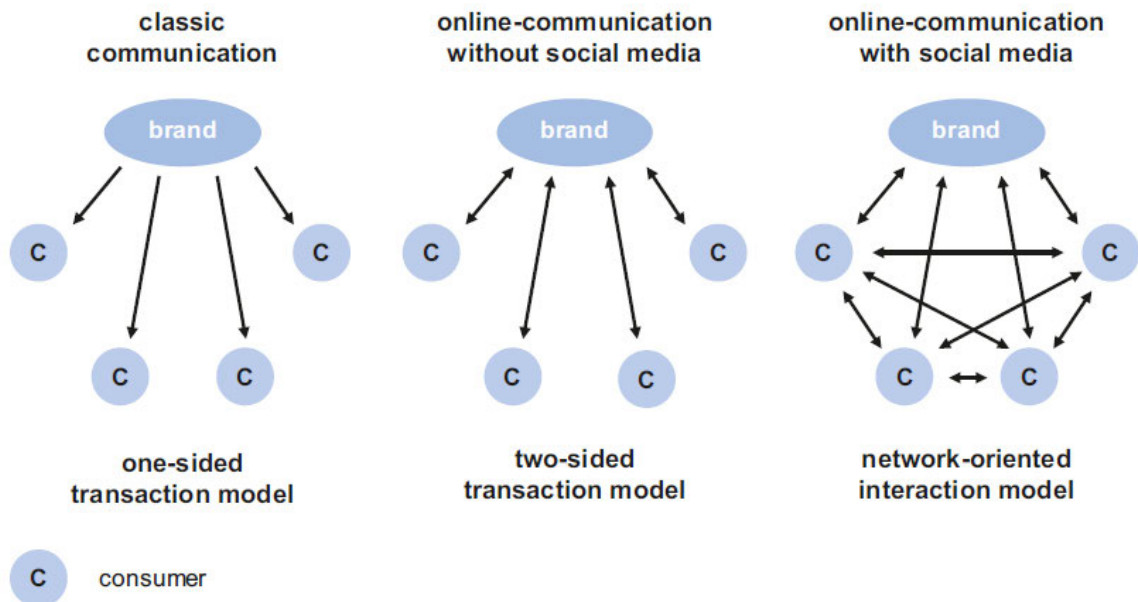 classic
communication
online-communication
without social media
online-communication
with social media
brand
brand
brand
C
C
C
C
C
C
C
C
C
C
C
C
one-sided
transaction model
two-sided
transaction model
network-oriented
interaction model
C consumer